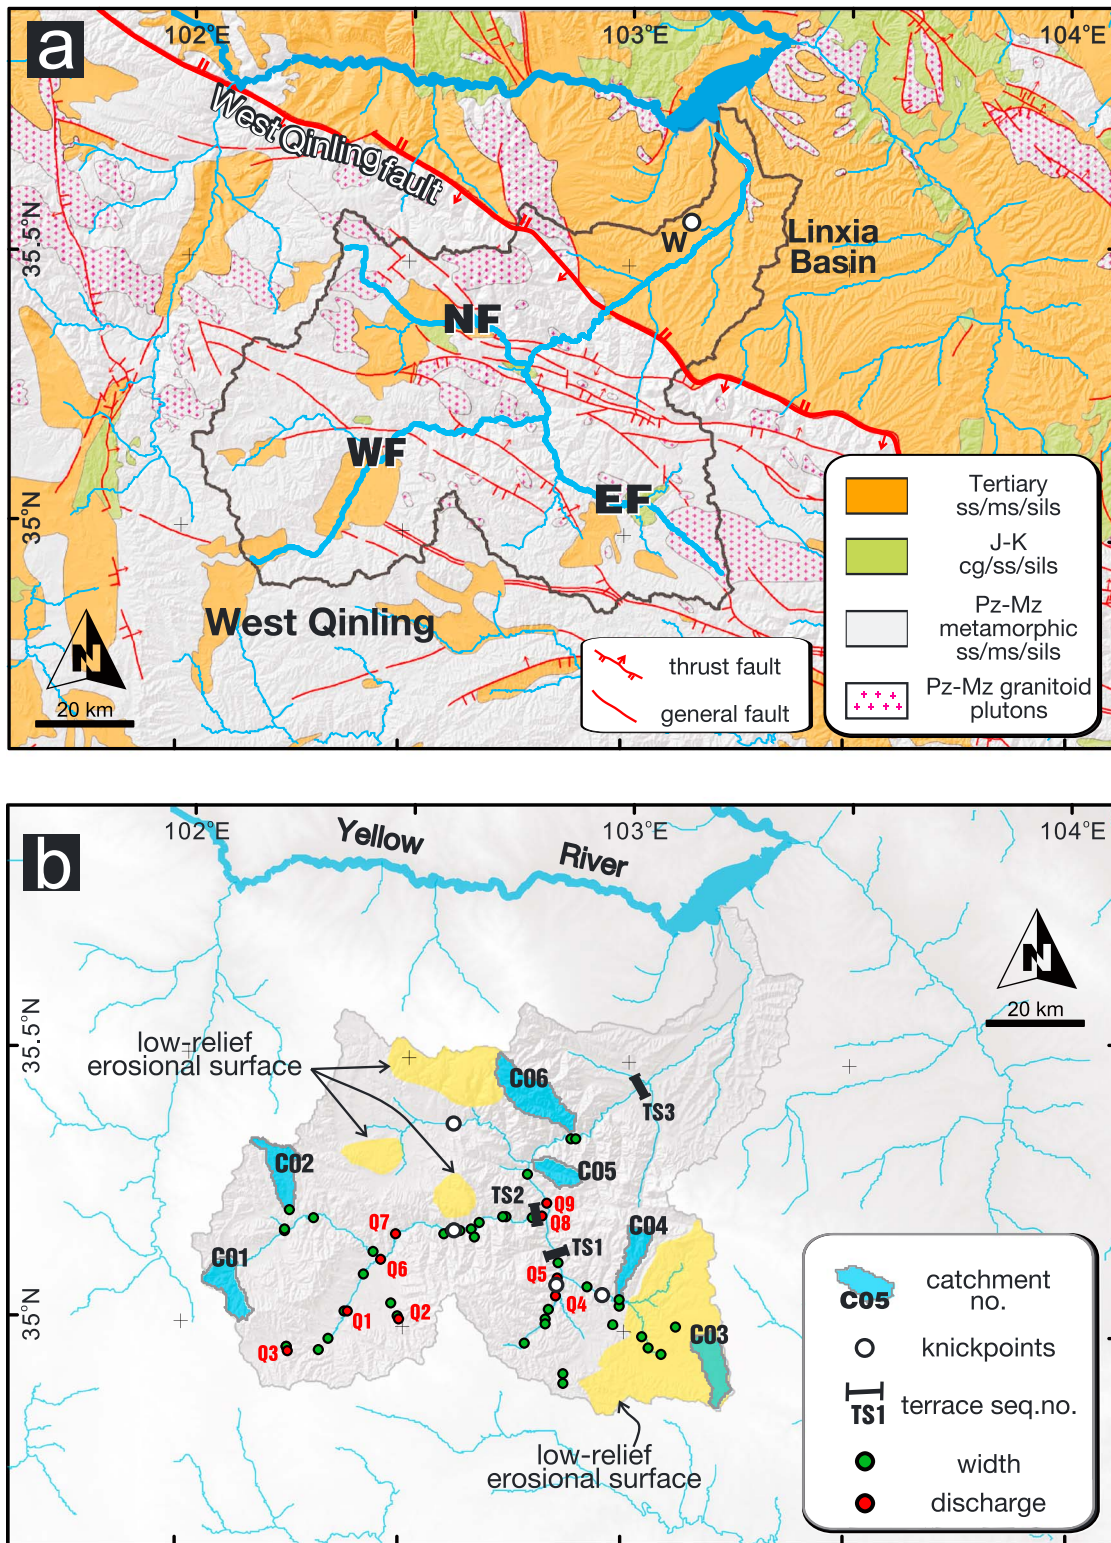 a
102°E
103°E
104°E
West Qinling fault
35.5°N
W
Linxia
Basin
NF
WF
EF
35°N
West Qinling
N
20 km
thrust fault
general fault
Tertiary
ss/ms/sils
J-K
cg/ss/sils
Pz-Mz
metamorphic
ss/ms/sils
Pz-Mz granitoid
plutons
b
102°E
103°E
104°E
Yellow River
N
20 km
35.5°N
low-relief
erosional surface
C06
TS3
C02
C05
TS2
Q9
Q8
Q7
C04
TS1
C01
Q6
Q5
Q4
35°N
Q1
Q2
Q3
C03
low-relief
erosional surface
C05
catchment
no.
knickpoints
TS1
terrace seq.no.
width
discharge